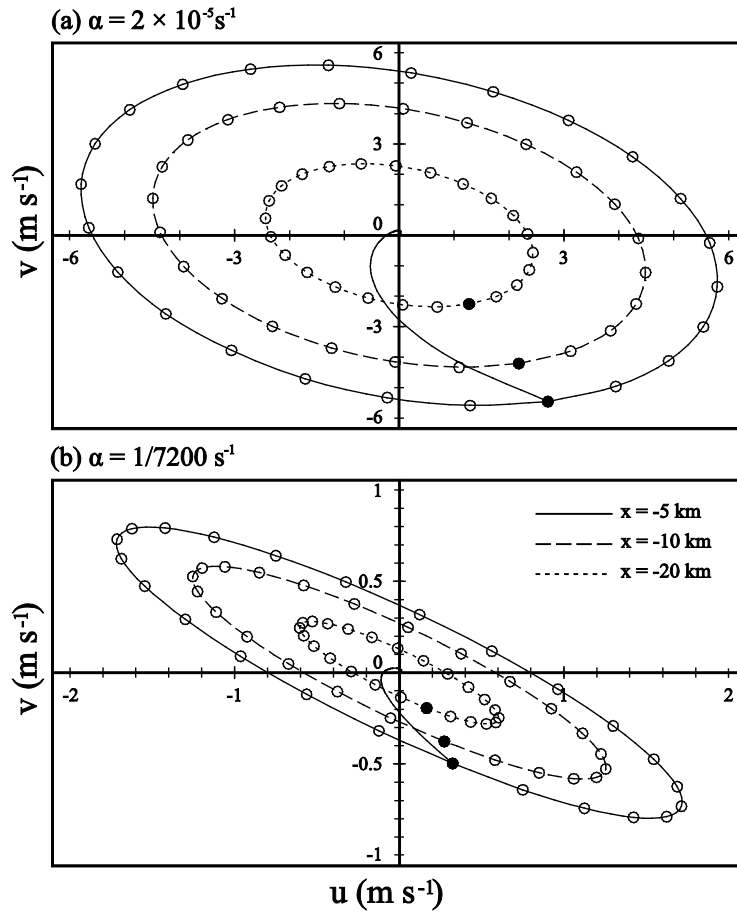 (a) α = 2 × 10⁻⁵s⁻¹
6
3
0
-3
-6
-6 -3 3 6
v (m s⁻¹)
(b) α = 1/7200 s⁻¹
1
0.5
0
-0.5
-1
-2 -1 1 2
x = -5 km
x = -10 km
x = -20 km
v (m s⁻¹)
u (m s⁻¹)